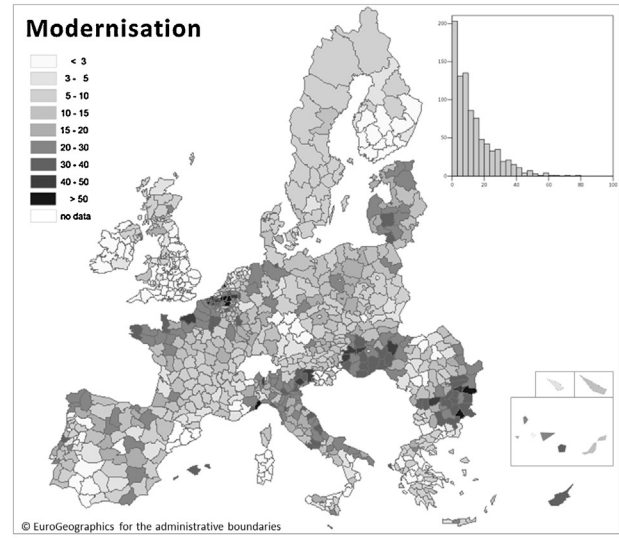 Modernisation
< 3
3 - 5
5 - 10
10 - 15
15 - 20
20 - 30
30 - 40
40 - 50
> 50
no data
200
150
100
50
0
0 20 40 60 80 100
© EuroGeographics for the administrative boundaries